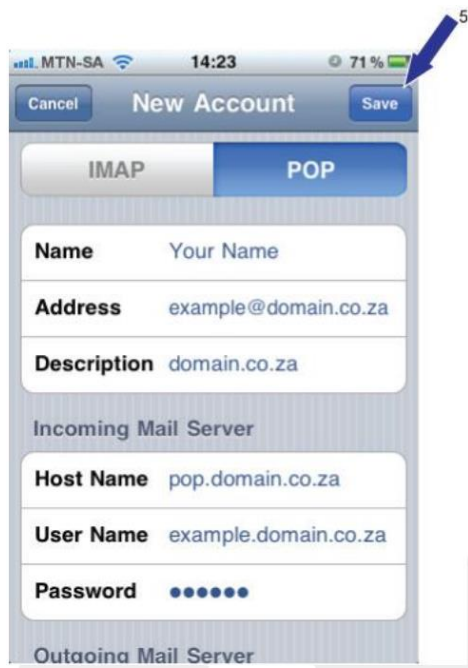 5
MTN-SA 14:23 71%
Cancel New Account Save
IMAP POP
Name Your Name
Address example@domain.co.za
Description domain.co.za
Incoming Mail Server
Host Name pop.domain.co.za
User Name example.domain.co.za
Password ●●●●●●
Outgoing Mail Server